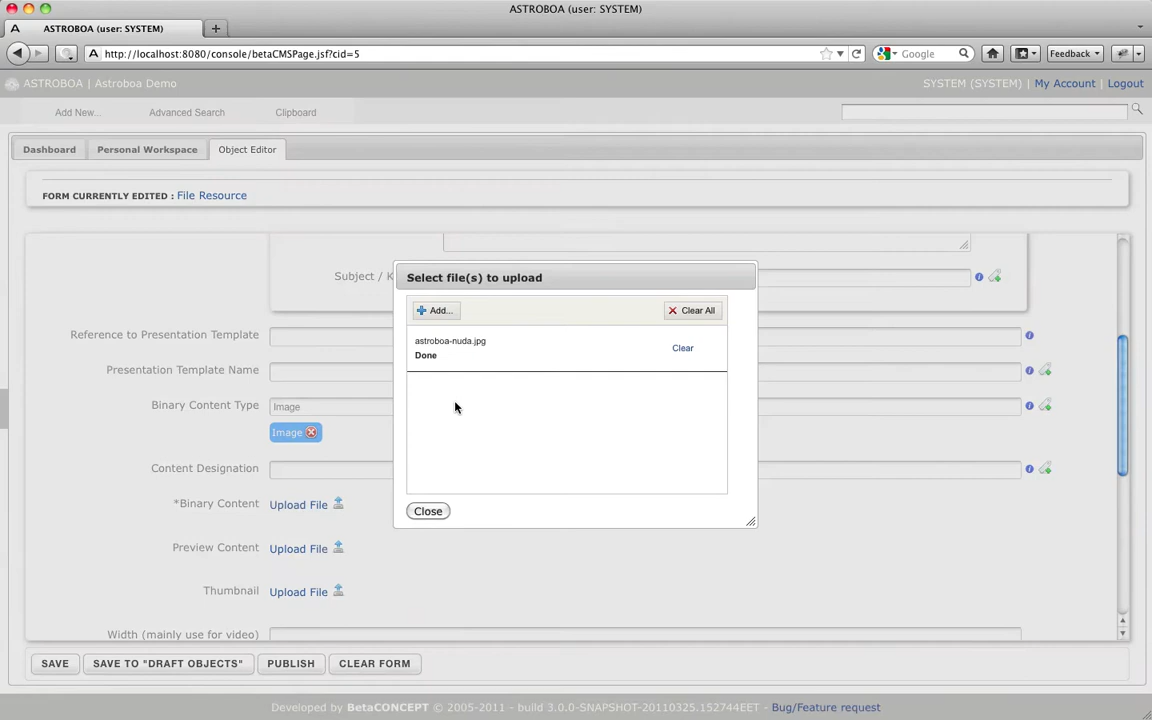 ASTROBOA (user: SYSTEM)
ASTROBOA (user: SYSTEM)
http://localhost:8080/console/betaCMSPage.jsf?cid=5
Google
Feedback
ASTROBOA | Astroboa Demo
SYSTEM (SYSTEM) | My Account | Logout
Add New... Advanced Search Clipboard
Dashboard Personal Workspace Object Editor
FORM CURRENTLY EDITED : File Resource
Select file(s) to upload
Subject / K
Add... Clear All
Reference to Presentation Template
astroboa-nuda.jpg
Clear
Done
Presentation Template Name
Binary Content Type
Image
Image
Content Designation
*Binary Content Upload File
Close
Preview Content Upload File
Thumbnail Upload File
Width (mainly use for video)
SAVE SAVE TO "DRAFT OBJECTS" PUBLISH CLEAR FORM
Developed by BetaCONCEPT © 2005-2011 - build 3.0.0-SNAPSHOT-20110325.152744EET - Bug/Feature request